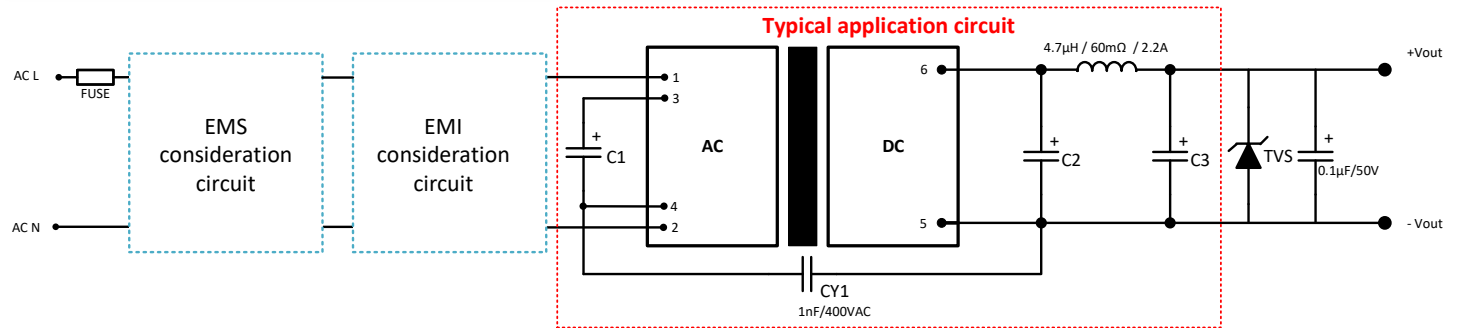 Typical application circuit
4.7µH / 60mΩ / 2.2A
+Vout
AC L
FUSE
1
3
6
EMS
consideration
circuit
EMI
consideration
circuit
+
C1
AC
DC
+
C2
+
C3
TVS
+
0.1µF/50V
4
2
5
AC N
- Vout
CY1
1nF/400VAC